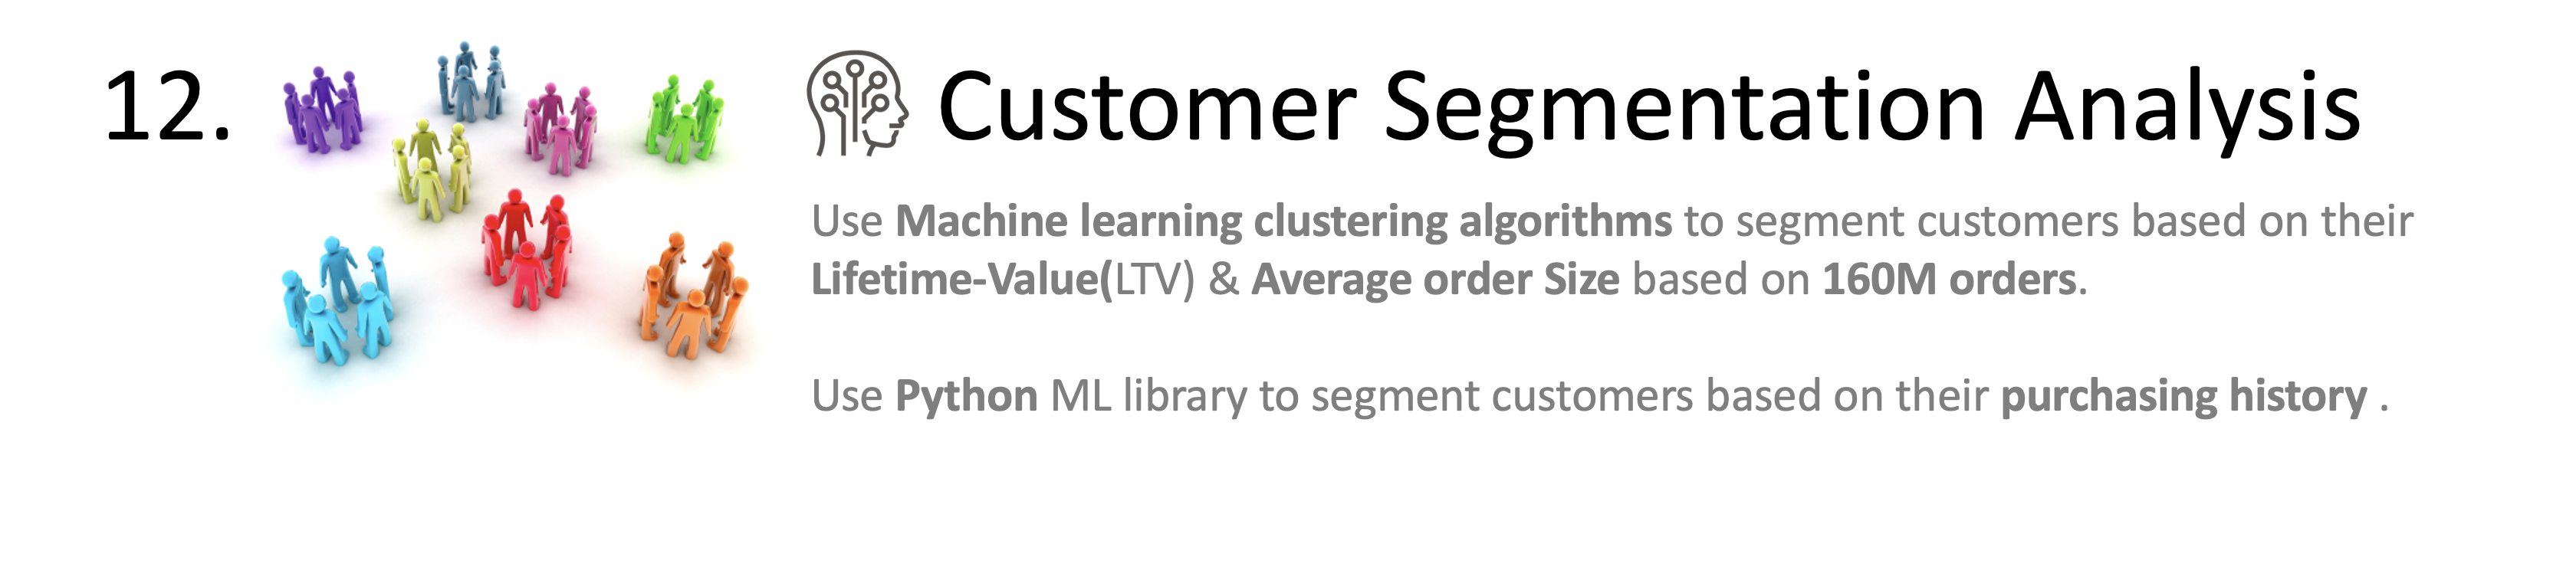 12.
Customer Segmentation Analysis
Use Machine learning clustering algorithms to segment customers based on their
Lifetime-Value(LTV) & Average order Size based on 160M orders.
Use Python ML library to segment customers based on their purchasing history .